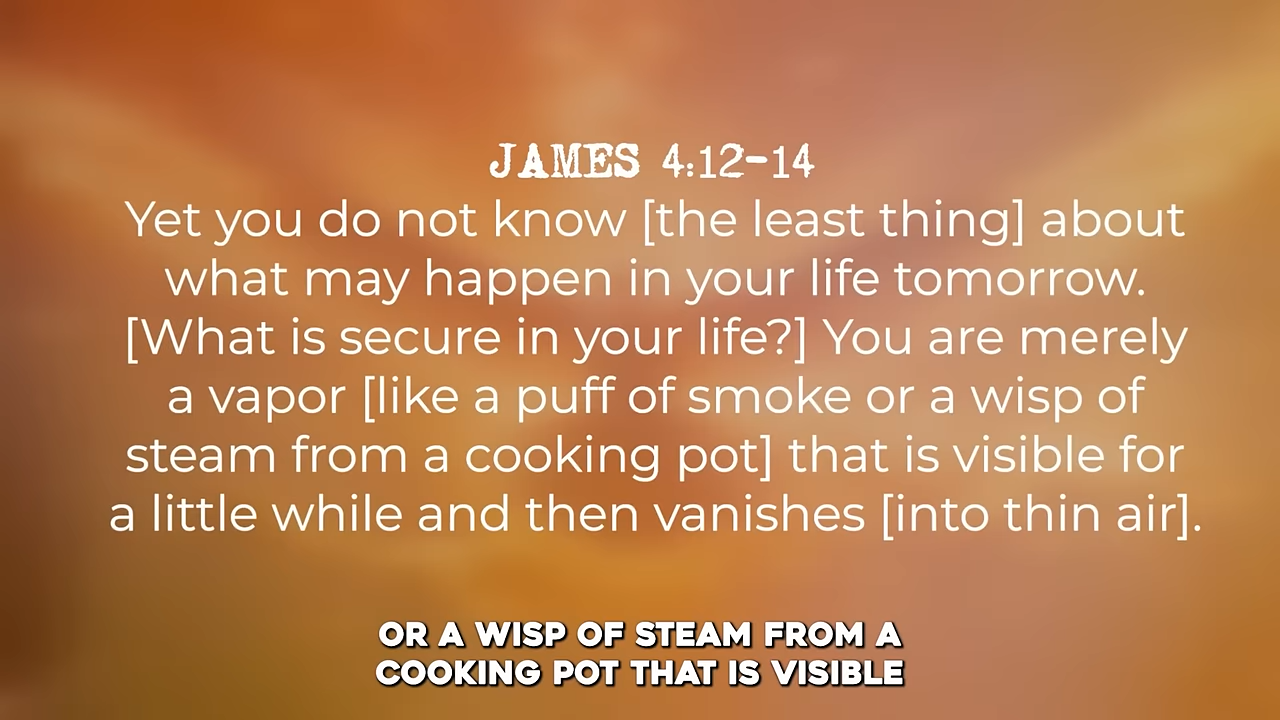 JAMES 4:12-14
Yet you do not know [the least thing] about
what may happen in your life tomorrow.
[What is secure in your life?] You are merely
a vapor [like a puff of smoke or a wisp of
steam from a cooking pot] that is visible for
a little while and then vanishes [into thin air].
OR A WISP OF STEAM FROM A
COOKING POT THAT IS VISIBLE